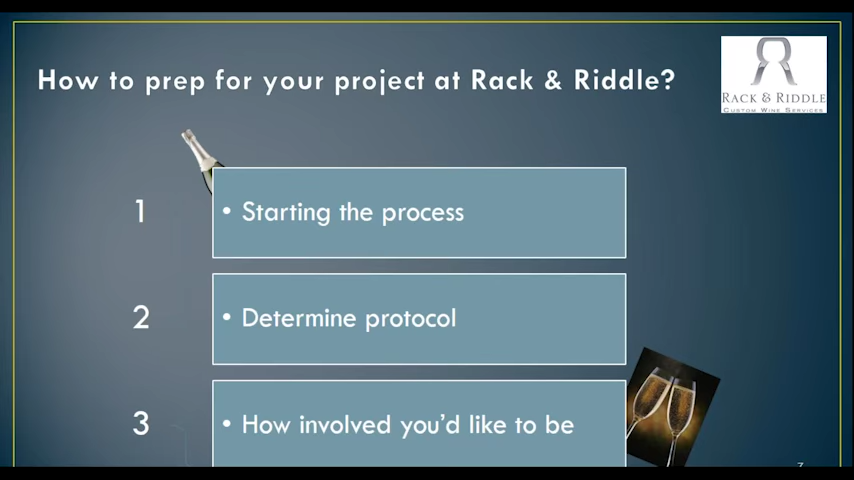 How to prep for your project at Rack & Riddle?
RACK & RIDDLE
CUSTOM WINE SERVICES
1
• Starting the process
2
• Determine protocol
3
• How involved you'd like to be
7